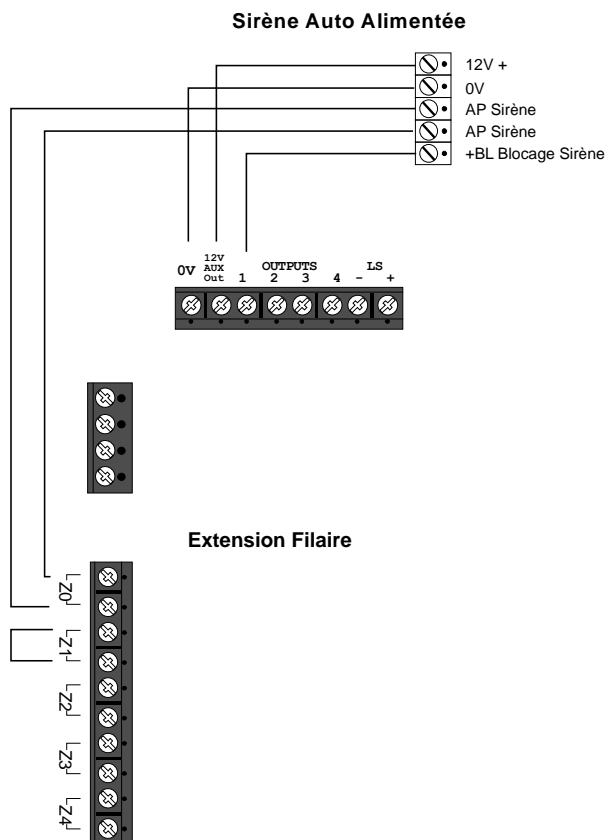 Sirène Auto Alimentée
12V +
0V
AP Sirène
AP Sirène
+BL Blocage Sirène
0V
12V
AUX
Out
OUTPUTS
LS
1 2 3 4 - +
Extension Filaire
Z0
Z1
Z2
Z3
Z4